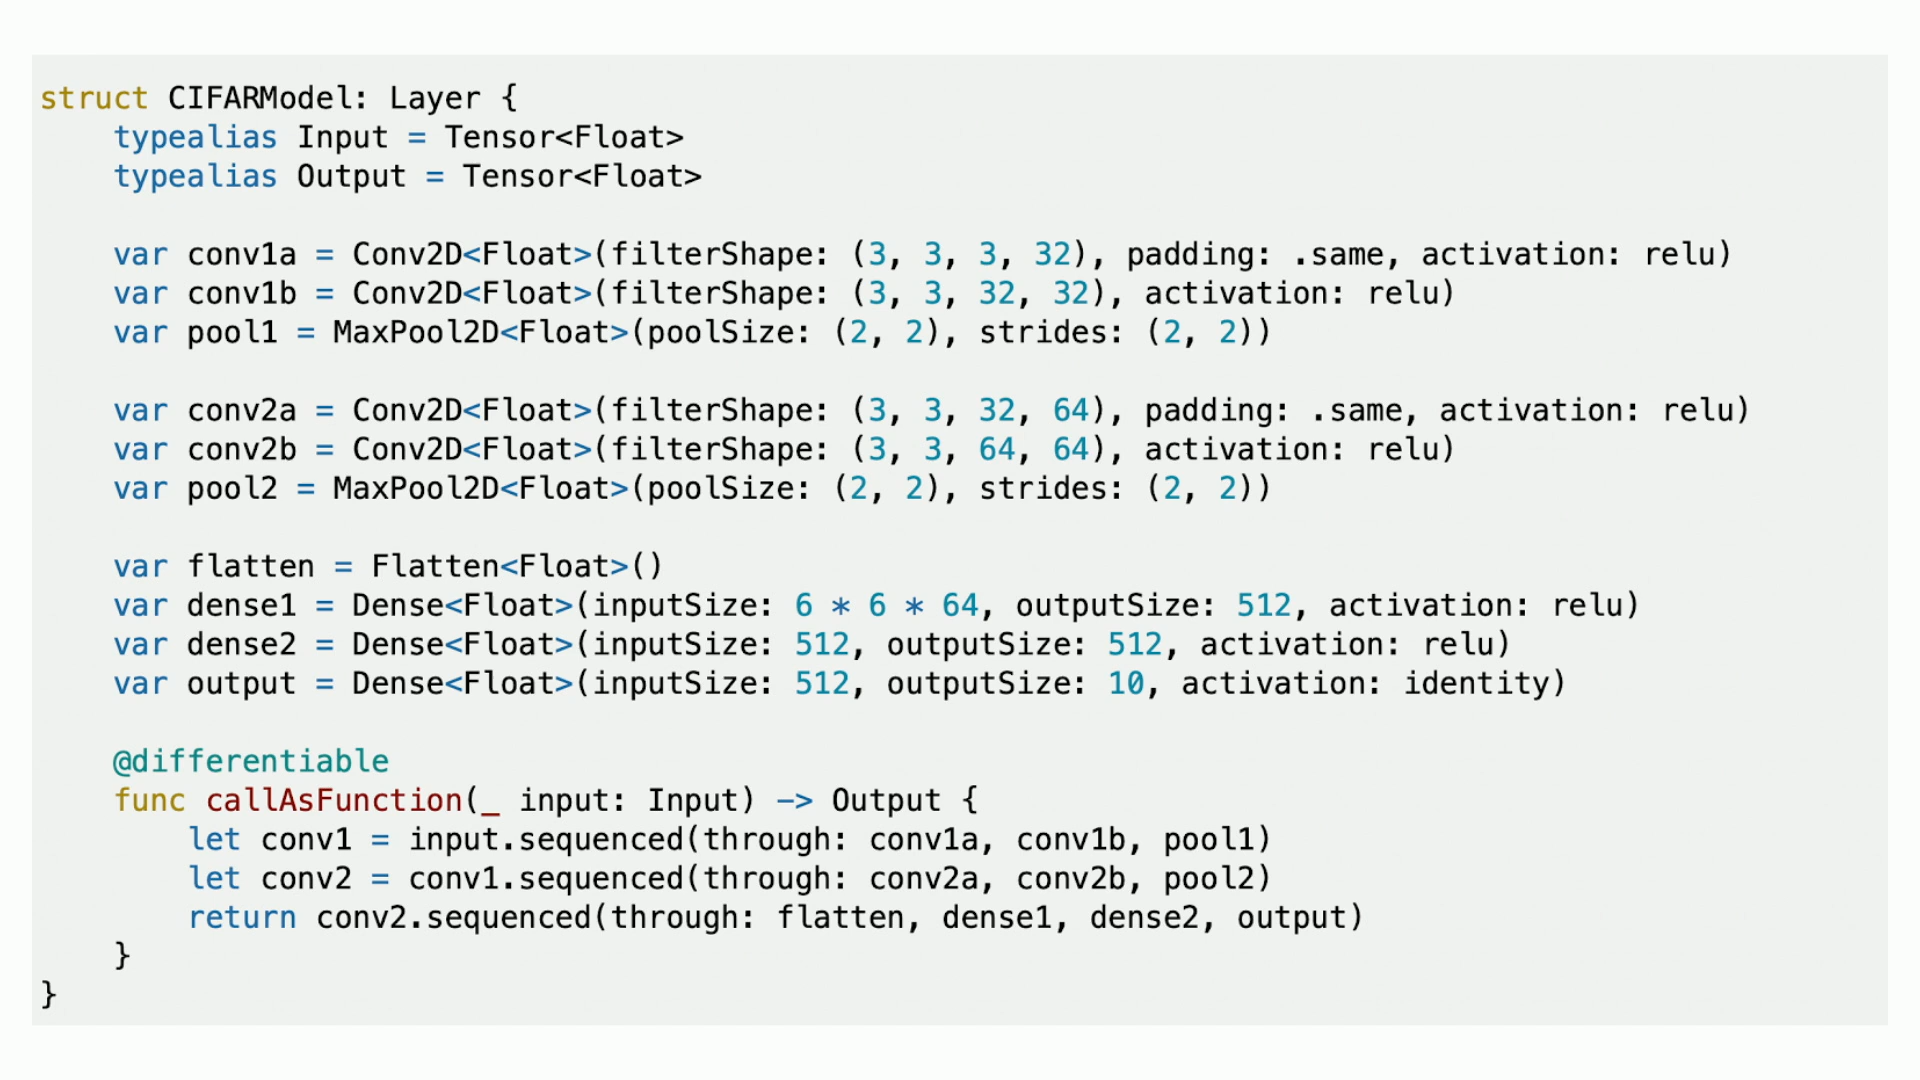 struct CIFARModel: Layer {
    typealias Input = Tensor<Float>
    typealias Output = Tensor<Float>

    var conv1a = Conv2D<Float>(filterShape: (3, 3, 3, 32), padding: .same, activation: relu)
    var conv1b = Conv2D<Float>(filterShape: (3, 3, 32, 32), activation: relu)
    var pool1 = MaxPool2D<Float>(poolSize: (2, 2), strides: (2, 2))

    var conv2a = Conv2D<Float>(filterShape: (3, 3, 32, 64), padding: .same, activation: relu)
    var conv2b = Conv2D<Float>(filterShape: (3, 3, 64, 64), activation: relu)
    var pool2 = MaxPool2D<Float>(poolSize: (2, 2), strides: (2, 2))

    var flatten = Flatten<Float>()
    var dense1 = Dense<Float>(inputSize: 6 * 6 * 64, outputSize: 512, activation: relu)
    var dense2 = Dense<Float>(inputSize: 512, outputSize: 512, activation: relu)
    var output = Dense<Float>(inputSize: 512, outputSize: 10, activation: identity)

    @differentiable
    func callAsFunction(_ input: Input) -> Output {
        let conv1 = input.sequenced(through: conv1a, conv1b, pool1)
        let conv2 = conv1.sequenced(through: conv2a, conv2b, pool2)
        return conv2.sequenced(through: flatten, dense1, dense2, output)
    }
}